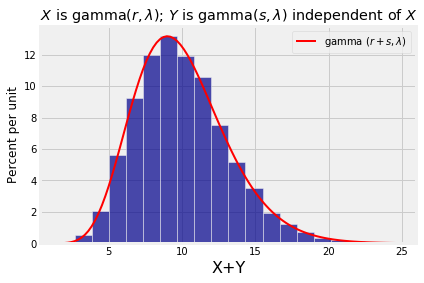 X is gamma(r, λ); Y is gamma(s, λ) independent of X
gamma (r + s, λ)
Percent per unit
12
10
8
6
4
2
0
5 10 15 20 25
X+Y